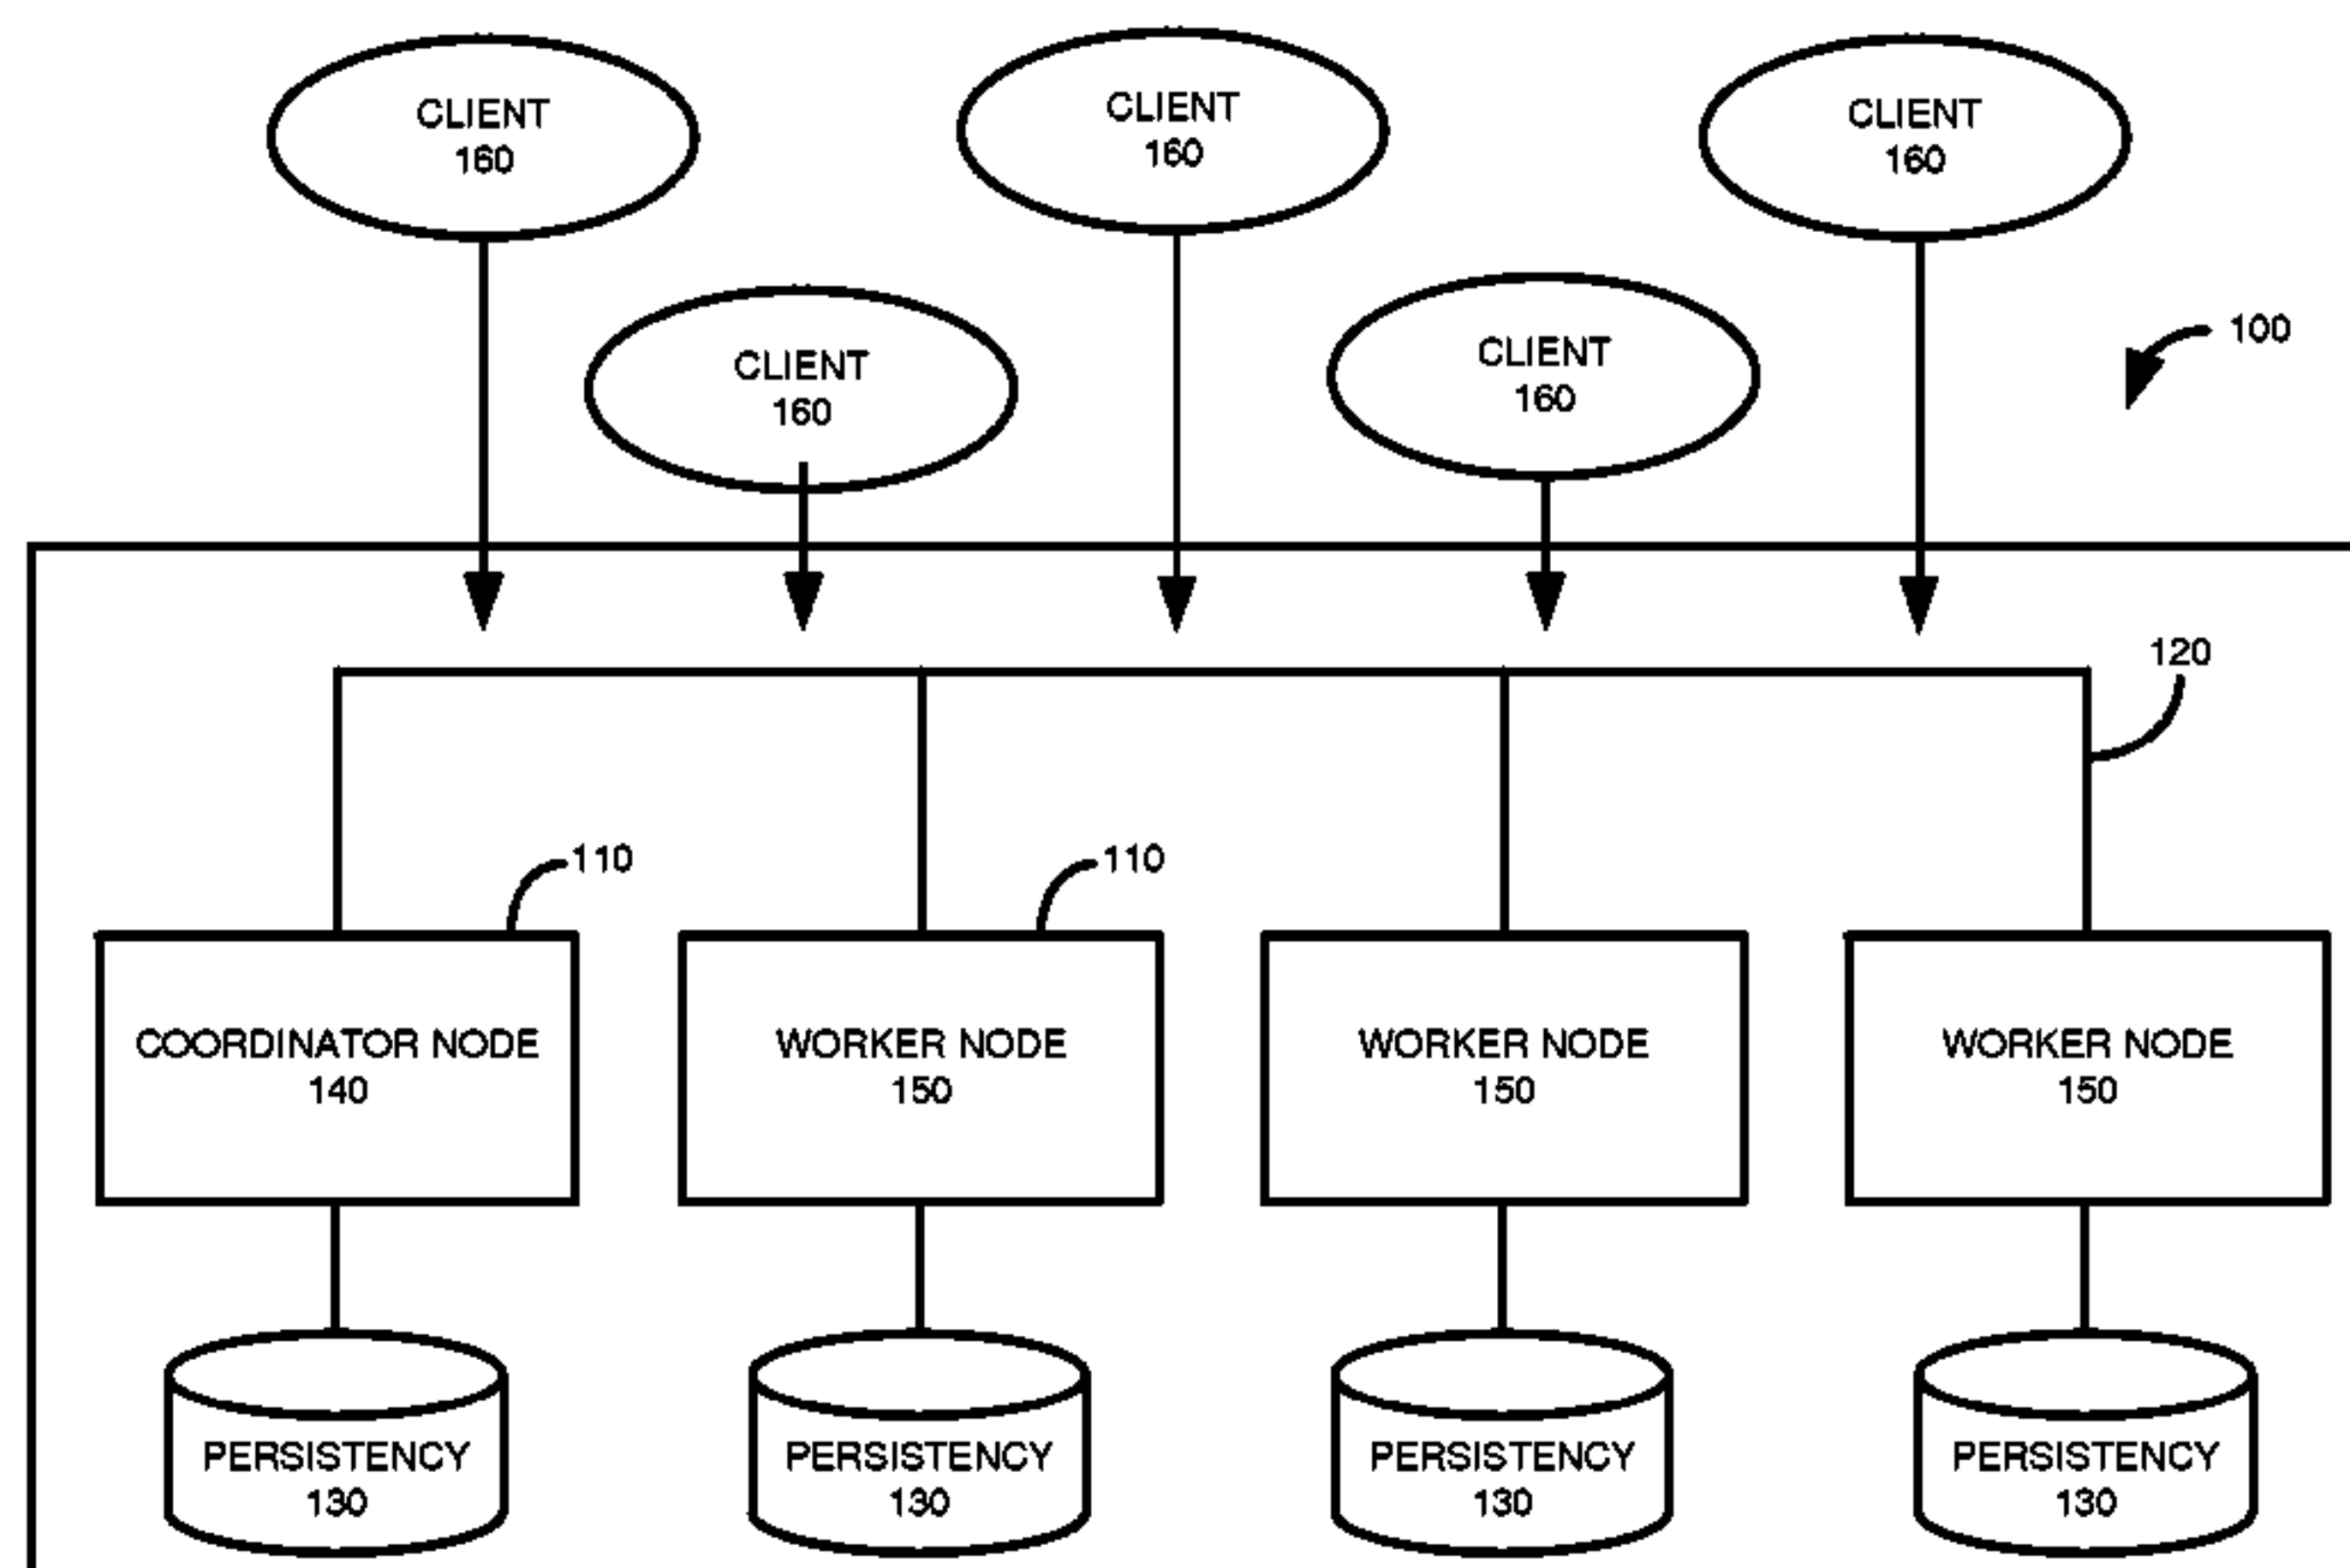 CLIENT
160
CLIENT
160
CLIENT
160
CLIENT
160
CLIENT
160
100
120
110
110
COORDINATOR NODE
140
WORKER NODE
150
WORKER NODE
150
WORKER NODE
150
PERSISTENCY
130
PERSISTENCY
130
PERSISTENCY
130
PERSISTENCY
130